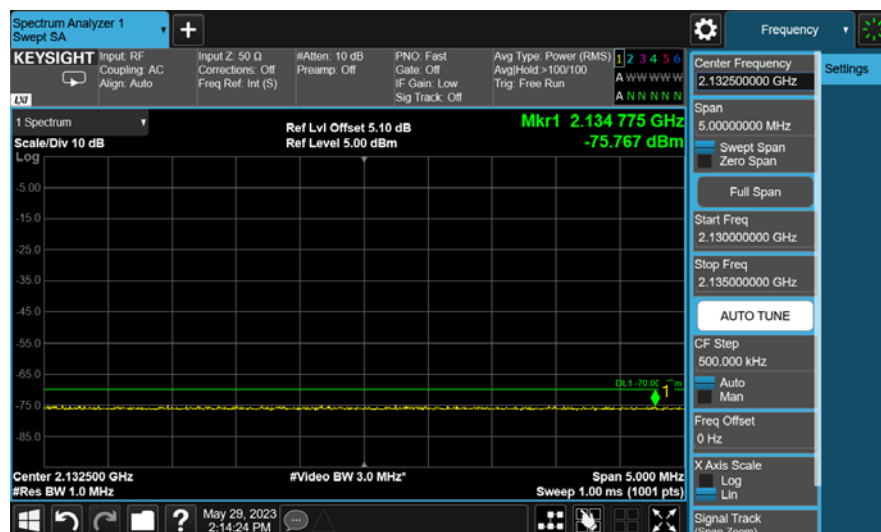 Spectrum Analyzer 1
Swept SA
+
Frequency
KEYSIGHT
Input: RF
Coupling: AC
Align: Auto
Input Z: 50 Ω
Corrections: Off
Freq Ref: Int (S)
#Atten: 10 dB
Preamp: Off
PNO: Fast
Gate: Off
IF Gain: Low
Sig Track: Off
Avg Type: Power (RMS)
Avg|Hold:>100/100
Trig: Free Run
1 2 3 4 5 6
A W W W W W
A N N N N N
LXI
Center Frequency
2.132500000 GHz
Settings
Span
5.00000000 MHz
Swept Span
Zero Span
Full Span
Start Freq
2.130000000 GHz
Stop Freq
2.135000000 GHz
AUTO TUNE
CF Step
500.000 kHz
Auto
Man
Freq Offset
0 Hz
X Axis Scale
Log
Lin
Signal Track
(Span Zoom)
1 Spectrum
Scale/Div 10 dB
Log
Ref Lvl Offset 5.10 dB
Ref Level 5.00 dBm
Mkr1 2.134 775 GHz
-75.767 dBm
-5.00
-15.0
-25.0
-35.0
-45.0
-55.0
-65.0
-75.0
-85.0
DL1 -70.00
1
Center 2.132500 GHz
#Res BW 1.0 MHz
#Video BW 3.0 MHz*
Span 5.000 MHz
Sweep 1.00 ms (1001 pts)
?
May 29, 2023
2:14:24 PM